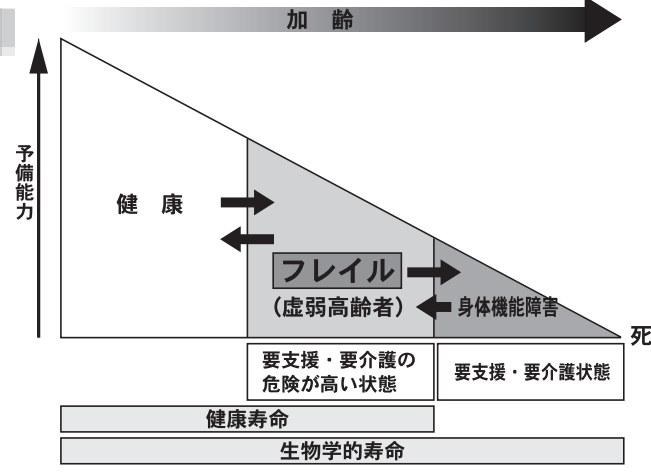 加 齢
予備能力
健 康
フレイル
(虚弱高齢者)
身体機能障害
死
要支援・要介護の
危険が高い状態
要支援・要介護状態
健康寿命
生物学的寿命